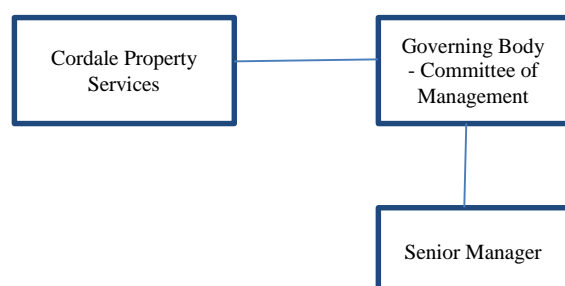 Cordale Property
Services
Governing Body
- Committee of
Management
Senior Manager